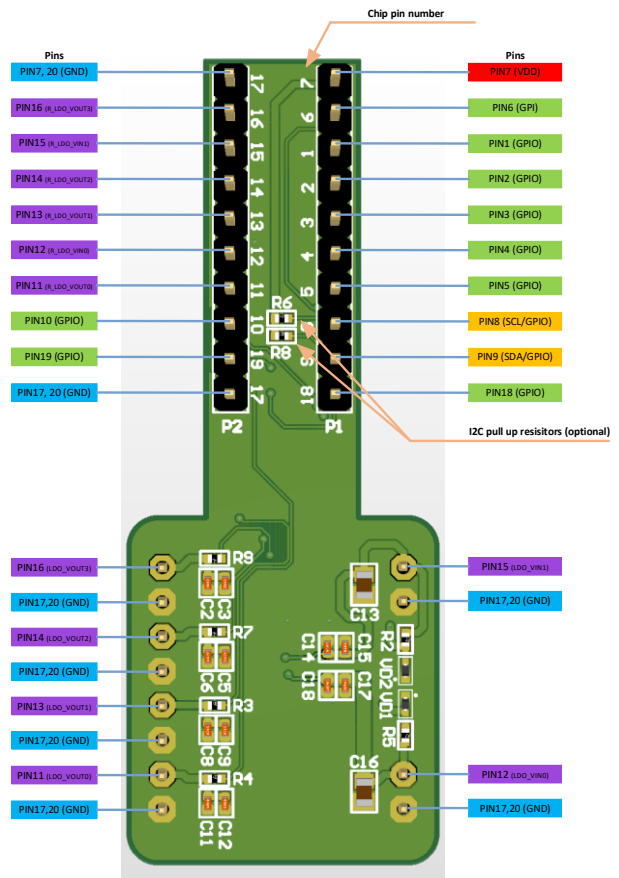 Chip pin number
Pins
Pins
PIN7, 20 (GND)
17
7
PIN7 (VDD)
PIN16 (R_LDO_VOUT3)
16
6
PIN6 (GPI)
PIN15 (R_LDO_VIN1)
15
1
PIN1 (GPIO)
PIN14 (R_LDO_VOUT2)
14
2
PIN2 (GPIO)
PIN13 (R_LDO_VOUT1)
13
3
PIN3 (GPIO)
PIN12 (R_LDO_VIN0)
12
4
PIN4 (GPIO)
PIN11 (R_LDO_VOUT0)
11
5
PIN5 (GPIO)
R6
PIN10 (GPIO)
10
PIN8 (SCL/GPIO)
R8
PIN19 (GPIO)
19
9
PIN9 (SDA/GPIO)
PIN17, 20 (GND)
17
18
PIN18 (GPIO)
P2
P1
I2C pull up resisitors (optional)
PIN16 (LDO_VOUT3)
R9
PIN15 (LDO_VIN1)
PIN17,20 (GND)
C2
C3
C13
PIN17,20 (GND)
PIN14 (LDO_VOUT2)
R7
C14
C15
R2
PIN17,20 (GND)
C6
C5
C18
C17
VD2
VD1
PIN13 (LDO_VOUT1)
R3
R5
PIN17,20 (GND)
C8
C9
C16
PIN11 (LDO_VOUT0)
R4
PIN12 (LDO_VIN0)
PIN17,20 (GND)
C11
C12
PIN17,20 (GND)